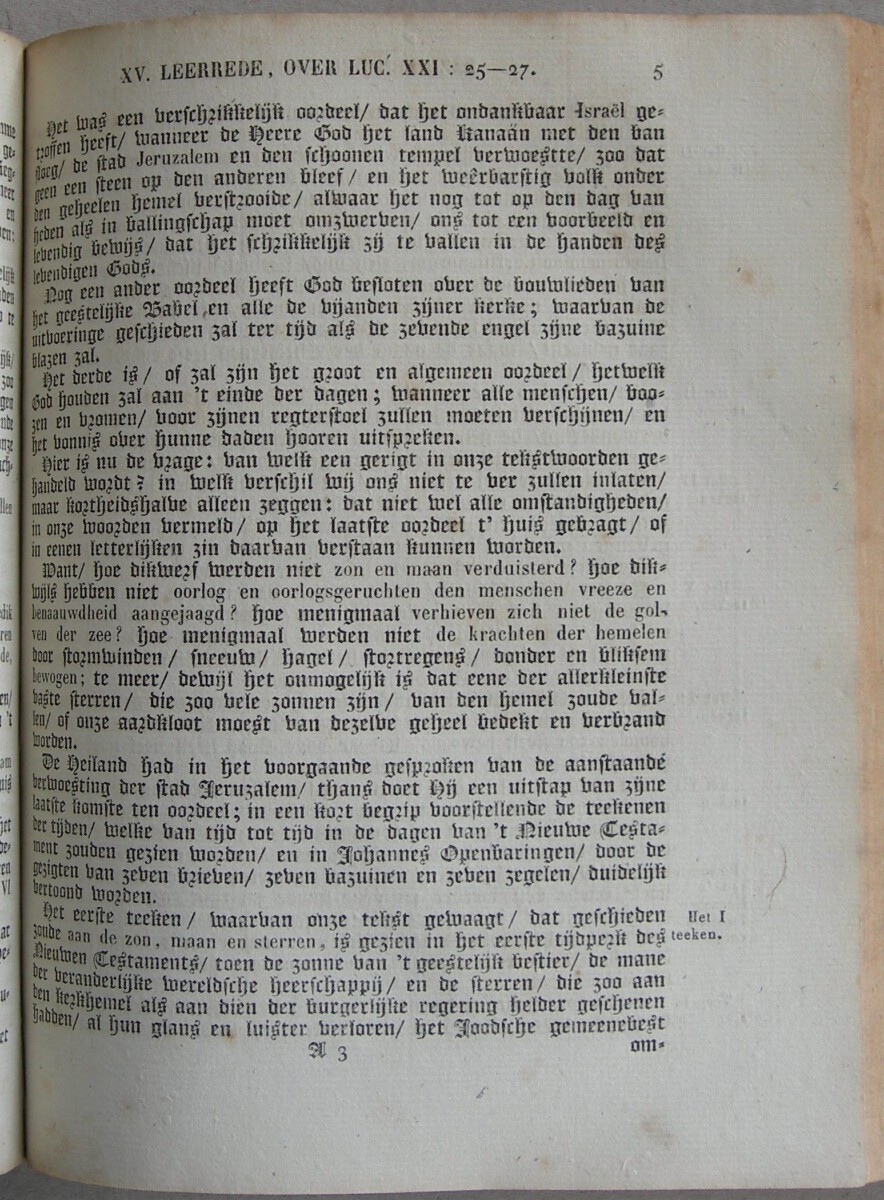 XV. LEERREDE, OVER LUC. XXI : 25—27. 5
Het was een verschrikkelijk oordeel/ dat het ondankbaar Israël ge-
troffen heeft/ wanneer de Heere God het land Kanaän met den ban
sloeg/ de stad Jeruzalem en den schoonen tempel verwoestte/ zoo dat
geen een steen op den anderen bleef/ en het weêrbarstig volk onder
den geheelen hemel verstrooide/ alwaar het nog tot op den dag van
heden als in ballingschap moet omzwerven/ ons tot een voorbeeld en
levendig bewijs/ dat het schrikkelijk zij te vallen in de handen des
levendigen Gods.
Nog een ander oordeel heeft God besloten over de bouwlieden van
het geestelijke Babel en alle de vijanden zijner kerke; waarvan de
uitvoeringe geschieden zal ter tijd als de zevende engel zijne bazuine
blazen zal.
Het derde is/ of zal zijn het groot en algemeen oordeel/ hetwelk
God houden zal aan 't einde der dagen; wanneer alle menschen/ boo-
zen en vromen/ voor zijnen regterstoel zullen moeten verschijnen/ en
het vonnis over hunne daden hooren uitspreken.
Hier is nu de vrage: van welk een gerigt in onze tekstwoorden ge-
handeld wordt? in welk verschil wij ons niet te ver zullen inlaten/
maar kortheidshalve alleen zeggen: dat niet wel alle omstandigheden/
in onze woorden vermeld/ op het laatste oordeel t' huis gebragt/ of
in eenen letterlijken zin daarvan verstaan kunnen worden.
Want/ hoe dikwerf werden niet zon en maan verduisterd? hoe dik-
wijls hebben niet oorlog en oorlogsgeruchten den menschen vreeze en
benaauwdheid aangejaagd? hoe menigmaal verhieven zich niet de gol-
ven der zee? hoe menigmaal werden niet de krachten der hemelen
door stormwinden/ sneeuw/ hagel/ stortregens/ donder en bliksem
bewogen; te meer/ dewijl het onmogelijk is dat eene der allerkleinste
vaste sterren/ die zoo vele zonnen zijn/ van den hemel zoude val-
len/ of onze aardkloot moest van dezelve geheel bedekt en verbrand
worden.
De Heiland had in het voorgaande gesproken van de aanstaande
verwoesting der stad Jeruzalem/ thans doet Hij een uitstap van zijne
laatste komste ten oordeel; in een kort begrip voorstellende de teekenen
der tijden/ welke van tijd tot tijd in de dagen van 't Nieuwe Testa-
ment zouden gezien worden/ en in Johannes Openbaringen/ door de
gezigten van zeven brieven/ zeven bazuinen en zeven zegelen/ duidelijk
vertoond worden.
Het eerste teeken/ waarvan onze tekst gewaagt/ dat geschieden Het I
zoude aan de zon, maan en sterren, is gezien in het eerste tijdperk des teeken.
Nieuwen Testaments/ toen de zonne van 't geestelijk bestier/ de mane
der veranderlijke wereldsche heerschappij/ en de sterren/ die zoo aan
den kerkhemel als aan dien der burgerlijke regering helder geschenen
hadden/ al hun glans en luister verloren/ het Joodsche gemeenebest
A 3 om-